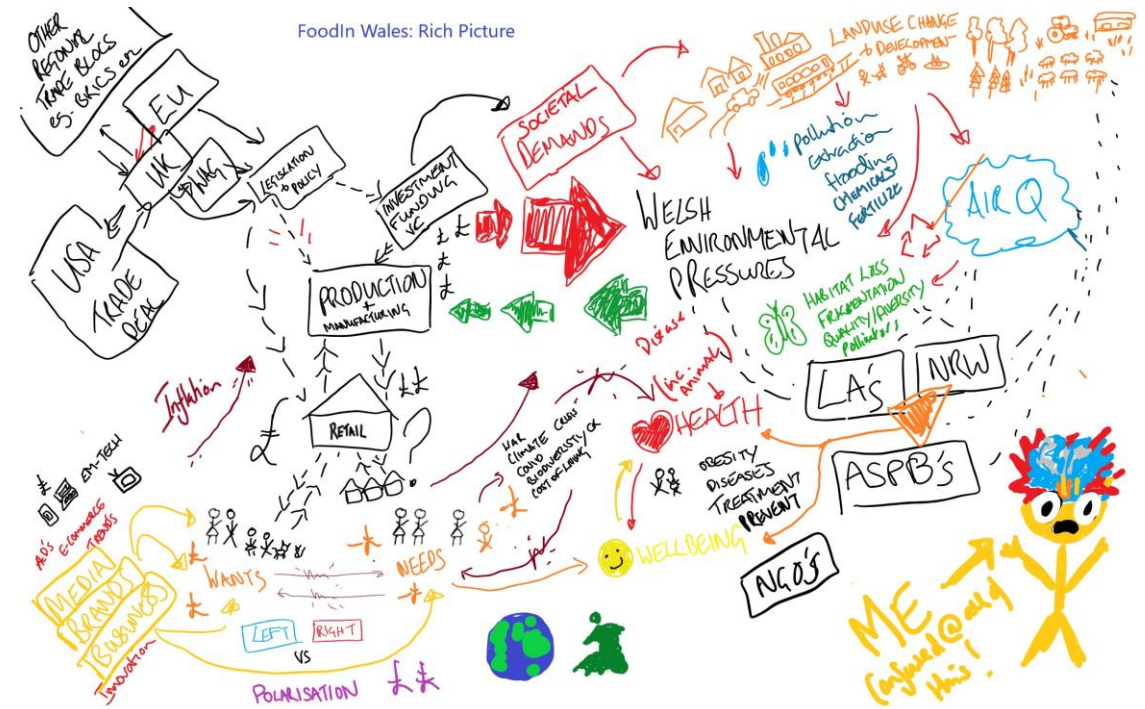 FoodIn Wales: Rich Picture
OTHER
REGIONAL
TRADE BLOCS
eg. BRICS etc
EU
UK
WAG
LEGISLATION
+ POLICY
USA
TRADE
DEAL
INVESTMENT
FUNDING
VC
£
£
£
£
SOCIETAL
DEMANDS
LANDUSE CHANGE
+ DEVELOPMENT
Pollution
Extraction
flooding
CHEMICALS
FERTILIZE
AIR Q
WELSH
ENVIRONMENTAL
PRESSURES
PRODUCTION
+
MANUFACTURING
HABITAT LOSS
FRAGMENTATION
QUALITY/DIVERSITY
Pollinators
Disease
(inc.
ANIMAL)
LA's
NRW
ASPB's
NGO's
Inflation
££
£
RETAIL
?
HEALTH
WAR
CLIMATE CRISIS
COVID
BIODIVERSITY CR
COST OF LIVING
OBESITY
DISEASES
TREATMENT
PREVENT
£
EM-TECH
AD'S
E-COMMERCE
TRENDS
MEDIA
BRANDS
Innovation
£
£
£
£
£
WANTS
NEEDS
WELLBEING
LEFT
RIGHT
VS
POLARISATION
££
ME
Confused @ all of
this!